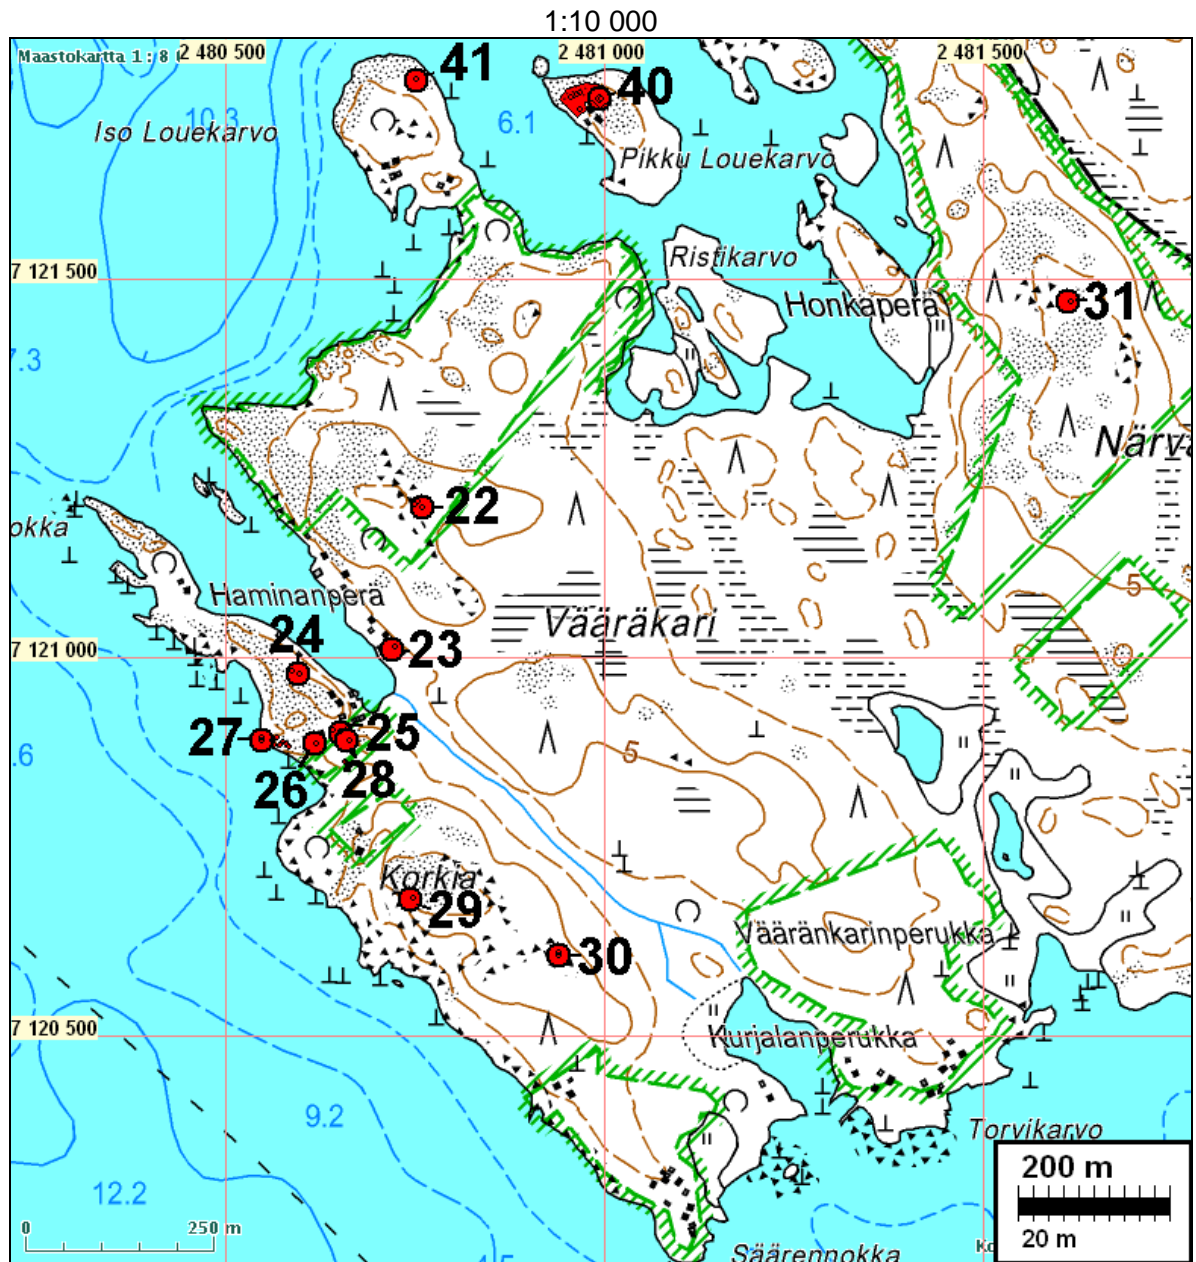 1:10 000
Maastokartta 1 : 8
2 480 500
2 481 000
2 481 500
41
40
10.3
6.1
Iso Louekarvo
Pikku Louekarvo
Ristikarvo
7 121 500
Honkaperä
31
7.3
22
okka
Haminanperä
Vääräkari
5
24
23
7 121 000
27
25
5
.6
26
28
Korkia
29
Vääränkarinperukka
30
7 120 500
Kurjalanperukka
9.2
Torvikarvo
200 m
12.2
0
250 m
20 m
4.5
Säärennokka